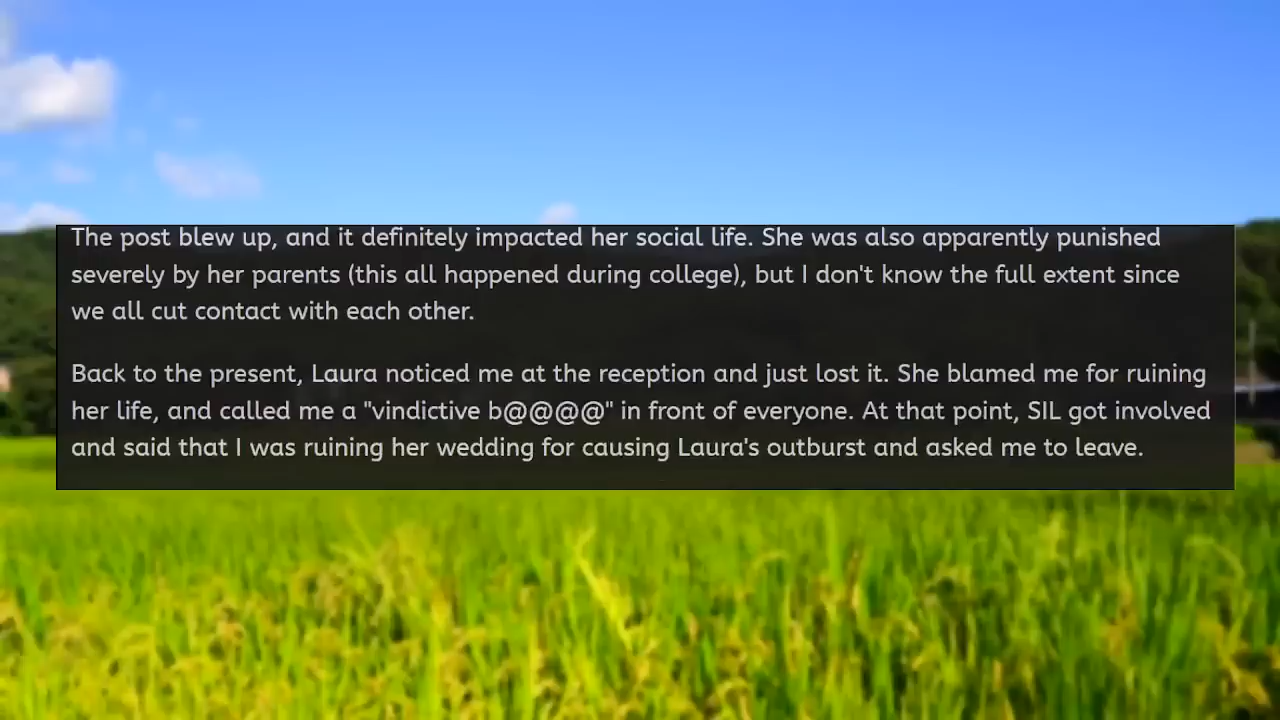 The post blew up, and it definitely impacted her social life. She was also apparently punished
severely by her parents (this all happened during college), but I don't know the full extent since
we all cut contact with each other.
Back to the present, Laura noticed me at the reception and just lost it. She blamed me for ruining
her life, and called me a "vindictive b@@@@" in front of everyone. At that point, SIL got involved
and said that I was ruining her wedding for causing Laura's outburst and asked me to leave.